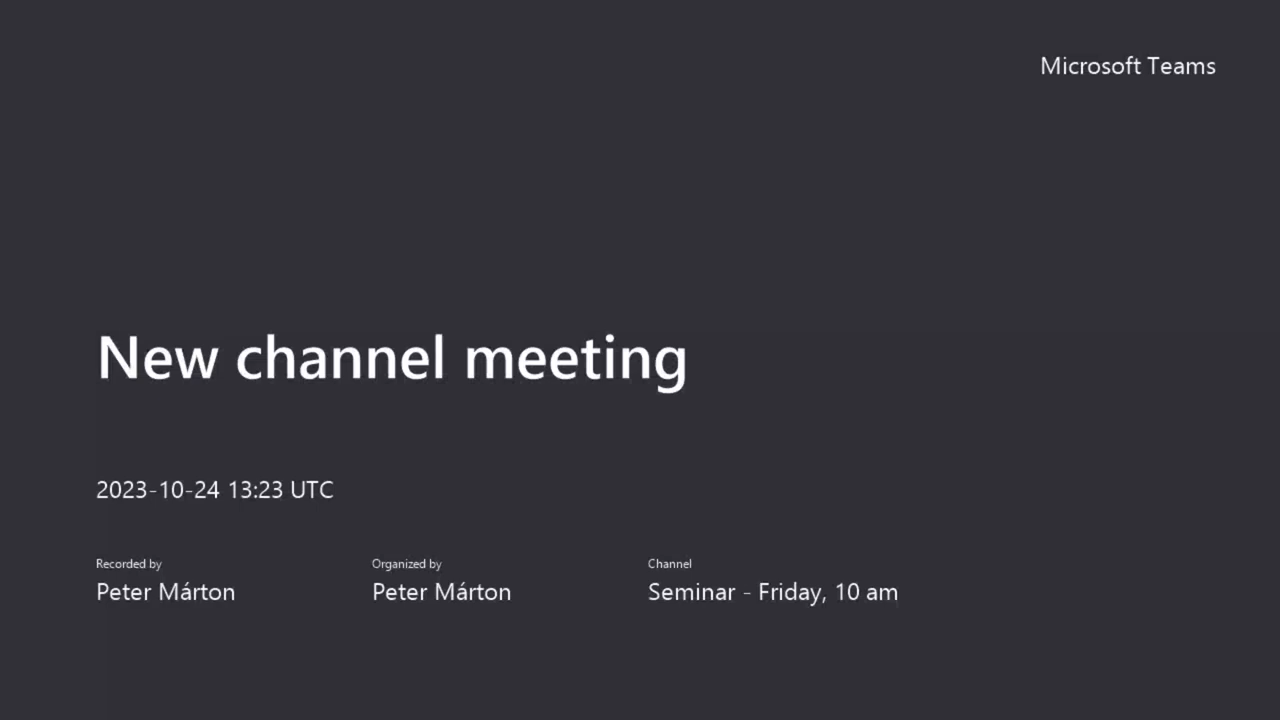 Microsoft Teams
New channel meeting
2023-10-24 13:23 UTC
Recorded by
Peter Márton
Organized by
Peter Márton
Channel
Seminar - Friday, 10 am